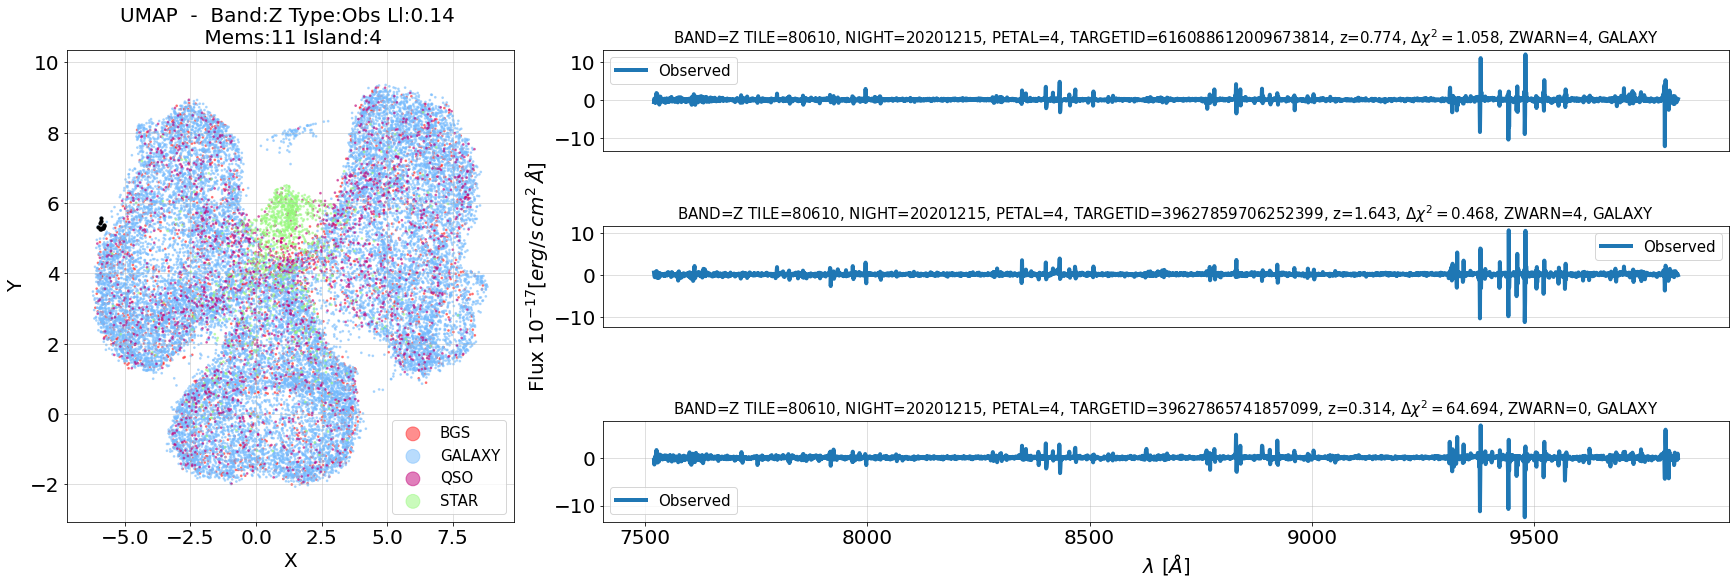 UMAP - Band:Z Type:Obs Ll:0.14
Mems:11 Island:4
10
8
6
4
2
0
−2
Y
−5.0 −2.5 0.0 2.5 5.0 7.5
X
BGS
GALAXY
QSO
STAR
Flux 10⁻¹⁷[erg/s cm² Å]
BAND=Z TILE=80610, NIGHT=20201215, PETAL=4, TARGETID=616088612009673814, z=0.774, Δχ² = 1.058, ZWARN=4, GALAXY
10
0
−10
Observed
BAND=Z TILE=80610, NIGHT=20201215, PETAL=4, TARGETID=39627859706252399, z=1.643, Δχ² = 0.468, ZWARN=4, GALAXY
10
0
−10
Observed
BAND=Z TILE=80610, NIGHT=20201215, PETAL=4, TARGETID=39627865741857099, z=0.314, Δχ² = 64.694, ZWARN=0, GALAXY
0
−10
Observed
7500 8000 8500 9000 9500
λ [Å]